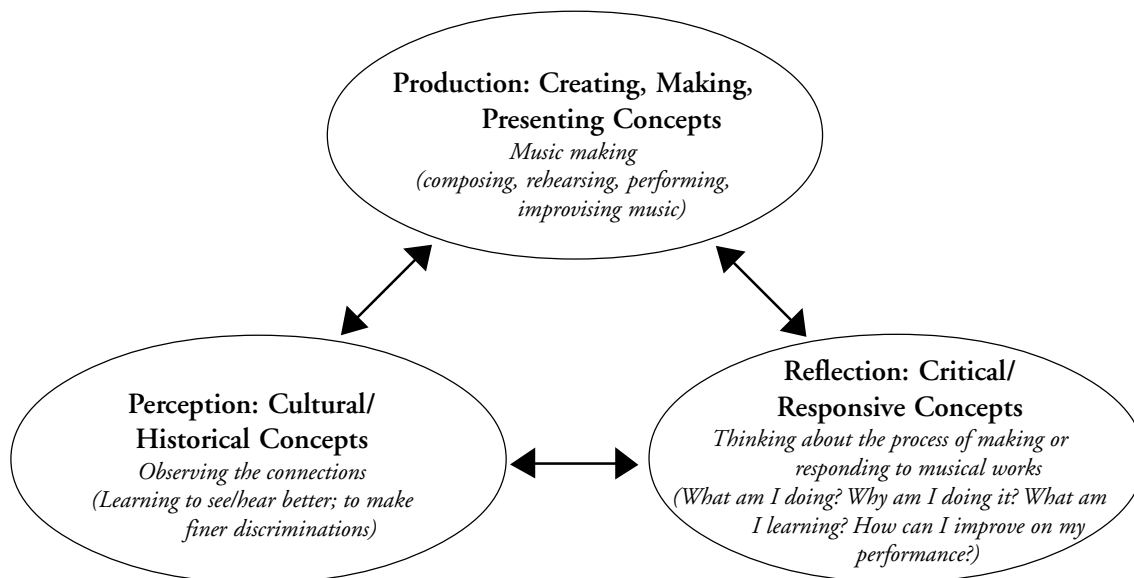 Production: Creating, Making,
Presenting Concepts
Music making
(composing, rehearsing, performing,
improvising music)
Perception: Cultural/
Historical Concepts
Observing the connections
(Learning to see/hear better; to make
finer discriminations)
Reflection: Critical/
Responsive Concepts
Thinking about the process of making or
responding to musical works
(What am I doing? Why am I doing it? What am
I learning? How can I improve on my
performance?)